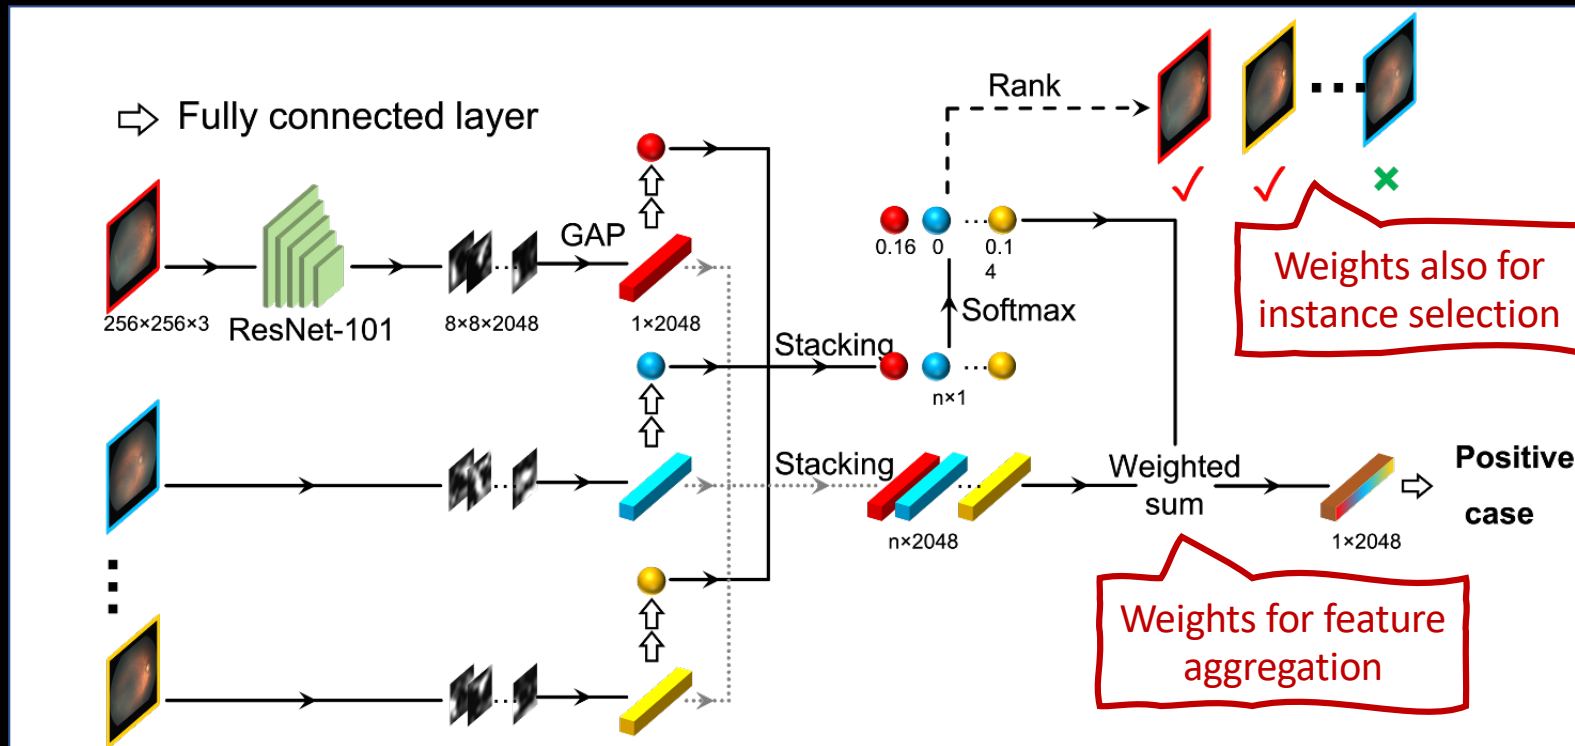 Fully connected layer
Rank
GAP
256×256×3
ResNet-101
8×8×2048
1×2048
0.16
0
...
0.1
4
Softmax
Weights also for
instance selection
Stacking
...
n×1
Stacking
...
n×2048
Weighted
sum
1×2048
Positive
case
Weights for feature
aggregation